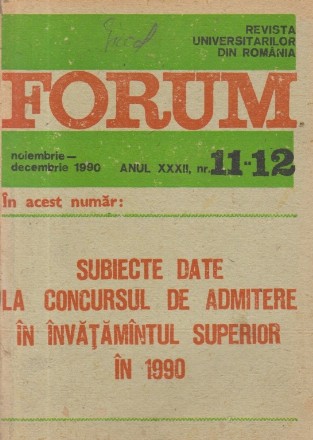 REVISTA
UNIVERSITARILOR
DIN ROMÂNIA
FORUM
noiembrie—
decembrie 1990 ANUL XXXII, nr. 11-12
În acest număr:
SUBIECTE DATE
LA CONCURSUL DE ADMITERE
ÎN ÎNVĂŢĂMÎNTUL SUPERIOR
ÎN 1990